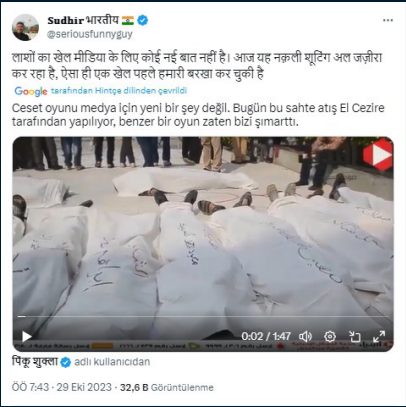 Sudhir भारतीय
@seriousfunnyguy
लाशों का खेल मीडिया के लिए कोई नई बात नहीं है। आज यह नक़ली शूटिंग अल जज़ीरा
कर रहा है, ऐसा ही एक खेल पहले हमारी बरखा कर चुकी है
Google tarafından Hintçe dilinden çevrildi
Ceset oyunu medya için yeni bir şey değil. Bugün bu sahte atış El Cezire
tarafından yapılıyor, benzer bir oyun zaten bizi şımarttı.
0:02 / 1:47
पिंकू शुक्ला adlı kullanıcıdan
ÖÖ 7:43 · 29 Eki 2023 · 32,6 B Görüntülenme